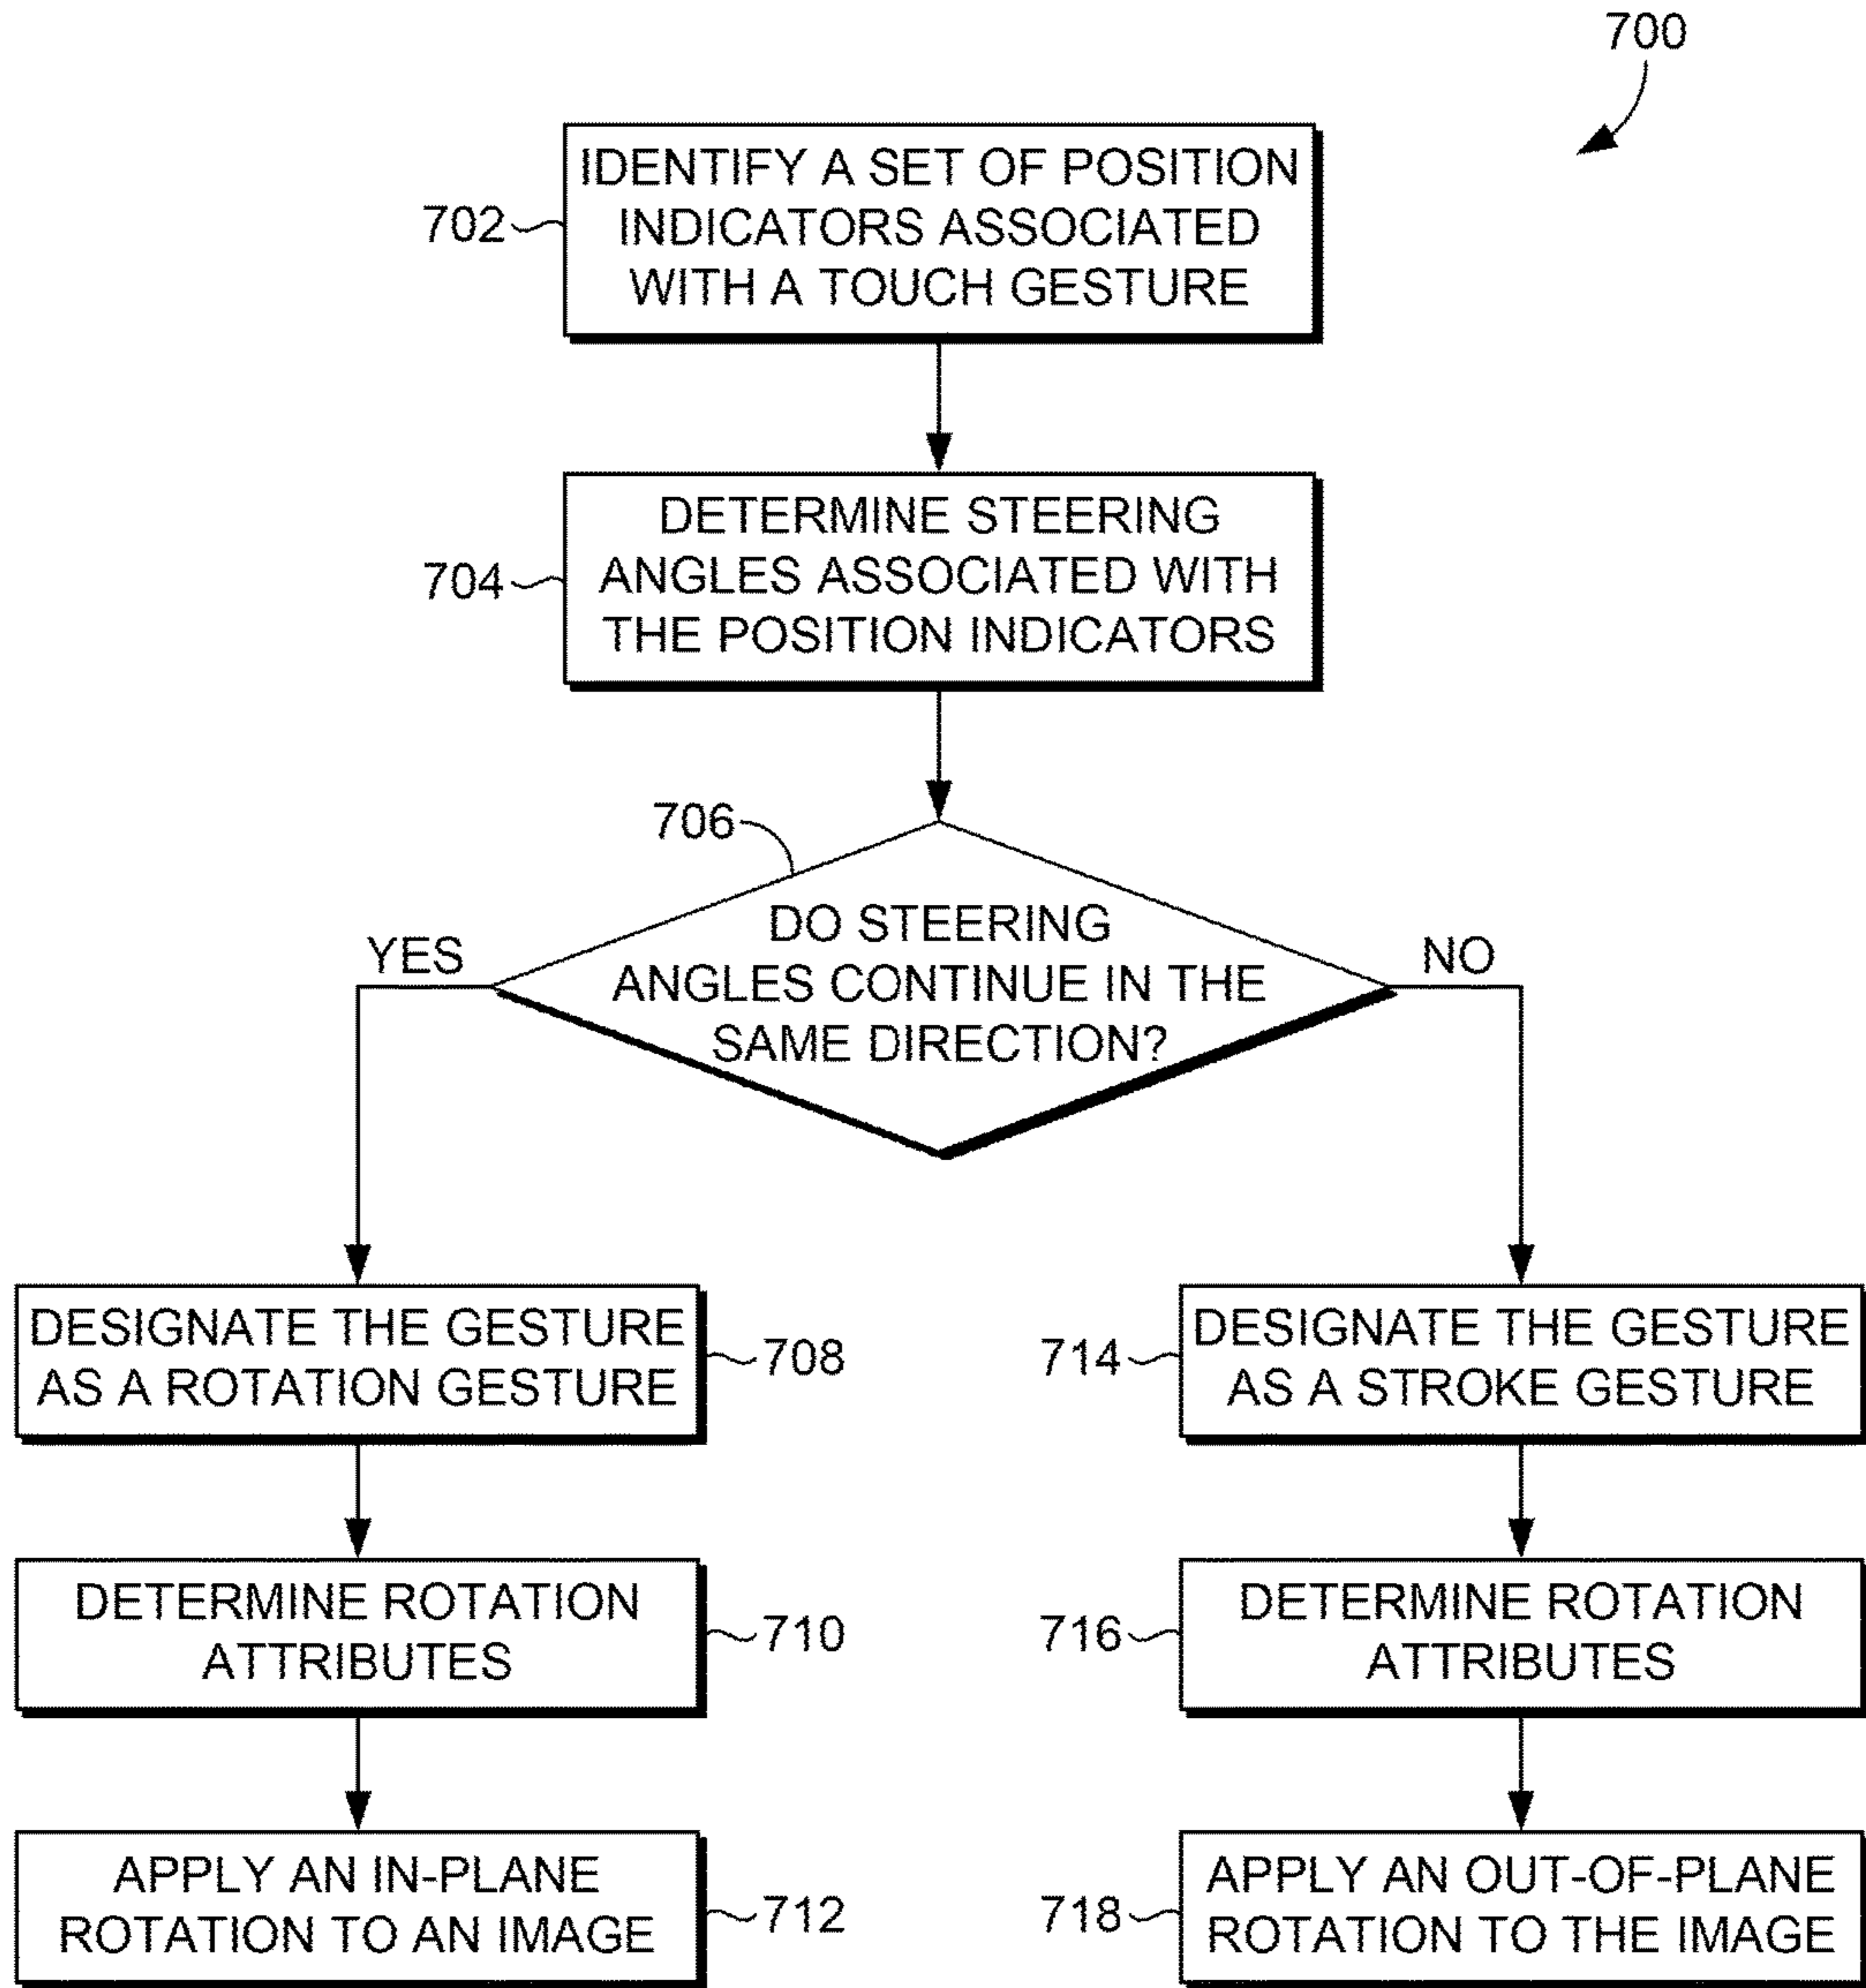 700
IDENTIFY A SET OF POSITION
INDICATORS ASSOCIATED
WITH A TOUCH GESTURE
702
DETERMINE STEERING
ANGLES ASSOCIATED WITH
THE POSITION INDICATORS
704
706
DO STEERING
ANGLES CONTINUE IN THE
SAME DIRECTION?
YES
NO
DESIGNATE THE GESTURE
AS A ROTATION GESTURE
708
DETERMINE ROTATION
ATTRIBUTES
710
APPLY AN IN-PLANE
ROTATION TO AN IMAGE
712
714
DESIGNATE THE GESTURE
AS A STROKE GESTURE
716
DETERMINE ROTATION
ATTRIBUTES
718
APPLY AN OUT-OF-PLANE
ROTATION TO THE IMAGE